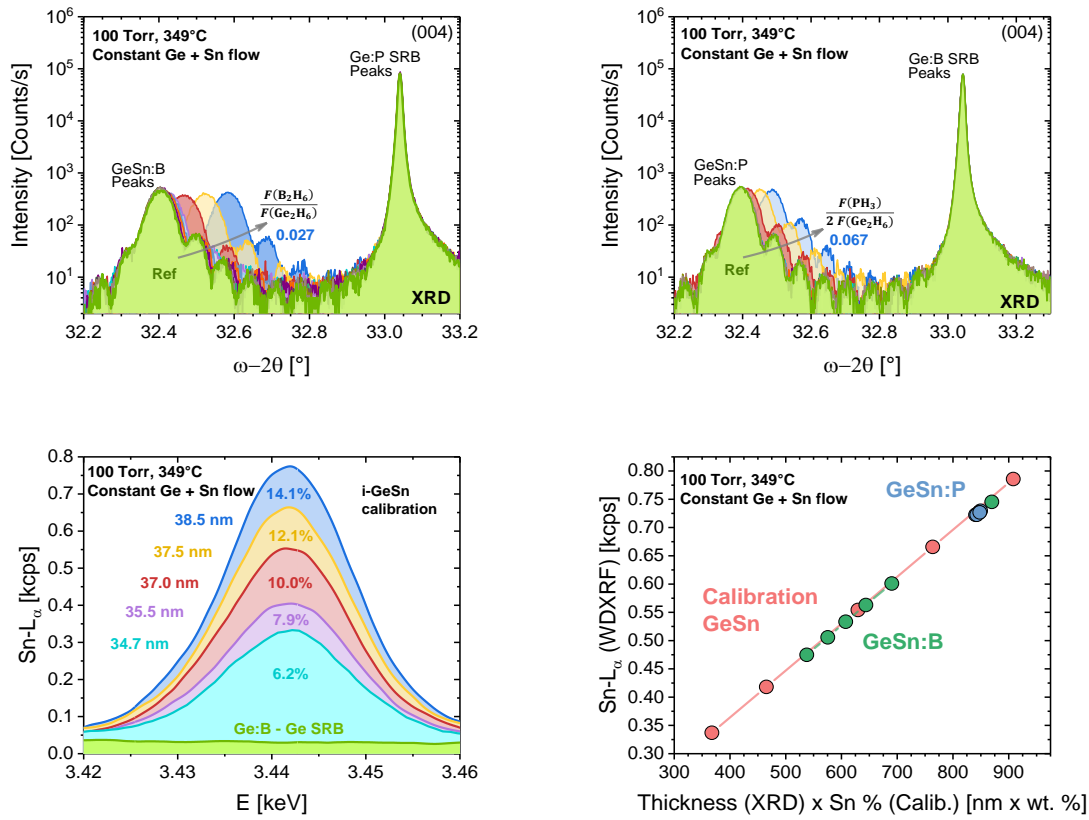 100 Torr, 349°C
Constant Ge + Sn flow
(004)
Ge:P SRB
Peaks
GeSn:B
Peaks
F(B₂H₆)
F(Ge₂H₆)
0.027
Ref
XRD
Intensity [Counts/s]
10⁶
10⁵
10⁴
10³
10²
10¹
32.2 32.4 32.6 32.8 33.0 33.2
ω−2θ [°]
100 Torr, 349°C
Constant Ge + Sn flow
(004)
Ge:B SRB
Peaks
GeSn:P
Peaks
F(PH₃)
2 F(Ge₂H₆)
0.067
Ref
XRD
Intensity [Counts/s]
10⁶
10⁵
10⁴
10³
10²
10¹
32.2 32.4 32.6 32.8 33.0 33.2
ω−2θ [°]
100 Torr, 349°C
Constant Ge + Sn flow
i-GeSn
calibration
38.5 nm
37.5 nm
37.0 nm
35.5 nm
34.7 nm
14.1%
12.1%
10.0%
7.9%
6.2%
Ge:B - Ge SRB
Sn-Lα [kcps]
0.8
0.7
0.6
0.5
0.4
0.3
0.2
0.1
0.0
3.42 3.43 3.44 3.45 3.46
E [keV]
100 Torr, 349°C
Constant Ge + Sn flow
GeSn:P
Calibration
GeSn
GeSn:B
Sn-Lα (WDXRF) [kcps]
0.80
0.75
0.70
0.65
0.60
0.55
0.50
0.45
0.40
0.35
0.30
300 400 500 600 700 800 900
Thickness (XRD) x Sn % (Calib.) [nm x wt. %]